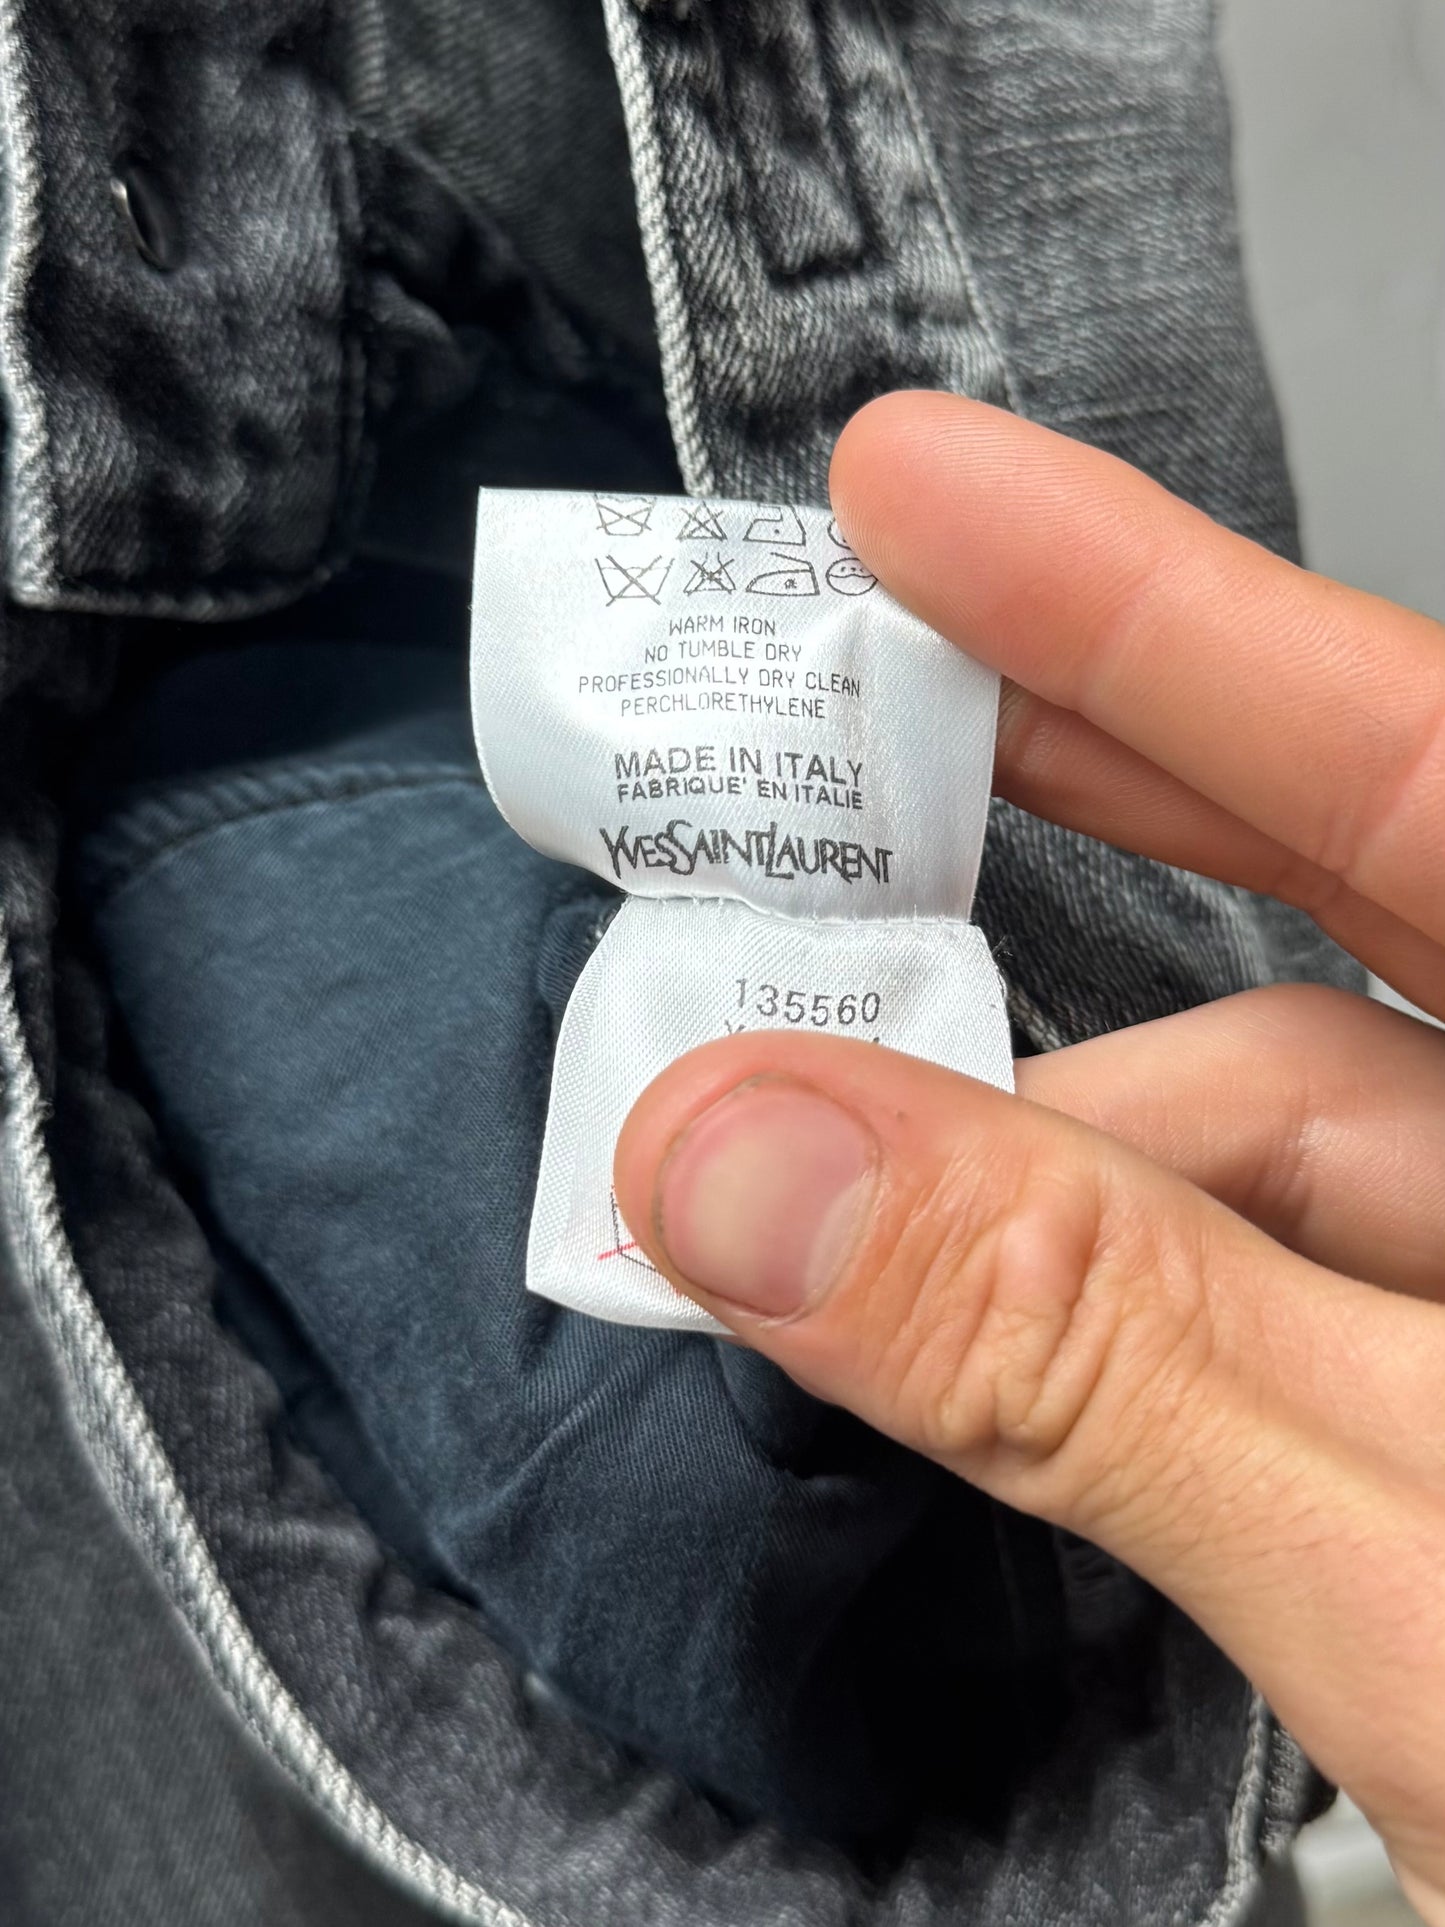 WARM IRON
NO TUMBLE DRY
PROFESSIONALLY DRY CLEAN
PERCHLORETHYLENE
MADE IN ITALY
FABRIQUE' EN ITALIE
YVESSAINTLAURENT
135560